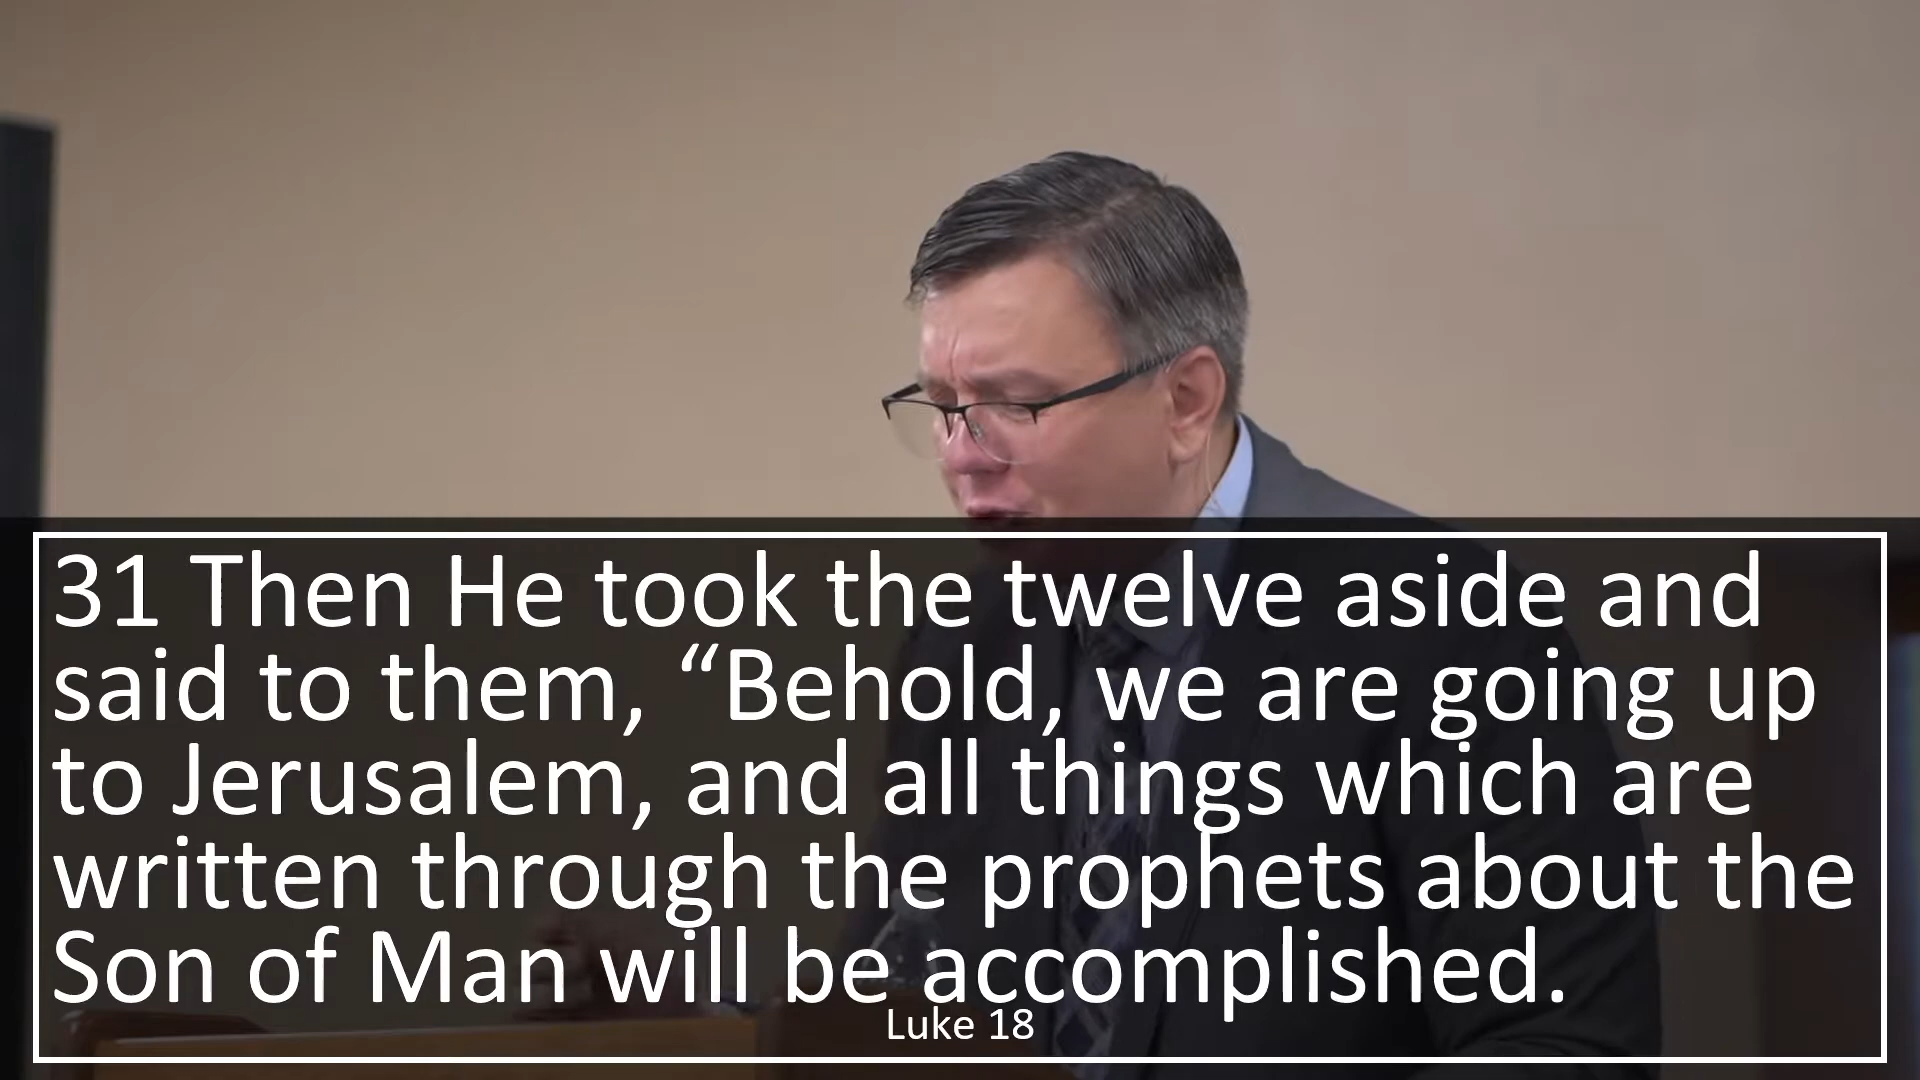 31 Then He took the twelve aside and
said to them, “Behold, we are going up
to Jerusalem, and all things which are
written through the prophets about the
Son of Man will be accomplished.
Luke 18